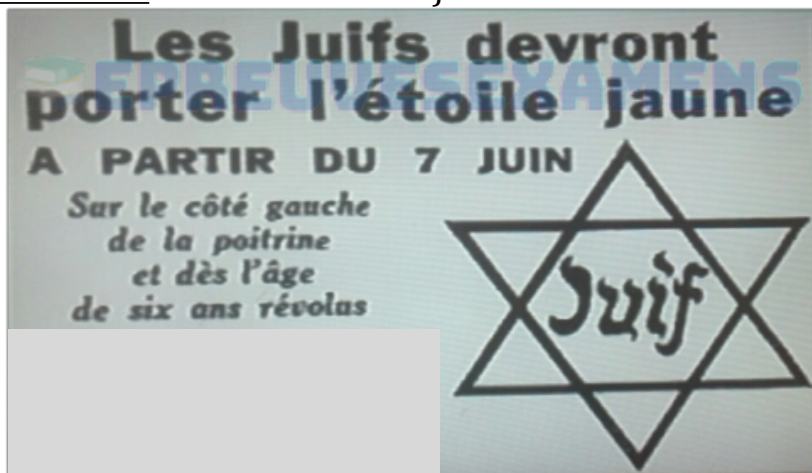 Les Juifs devront
porter l'étoile jaune
A PARTIR DU 7 JUIN
Sur le côté gauche
de la poitrine
et dès l'âge
de six ans révolus
Juif